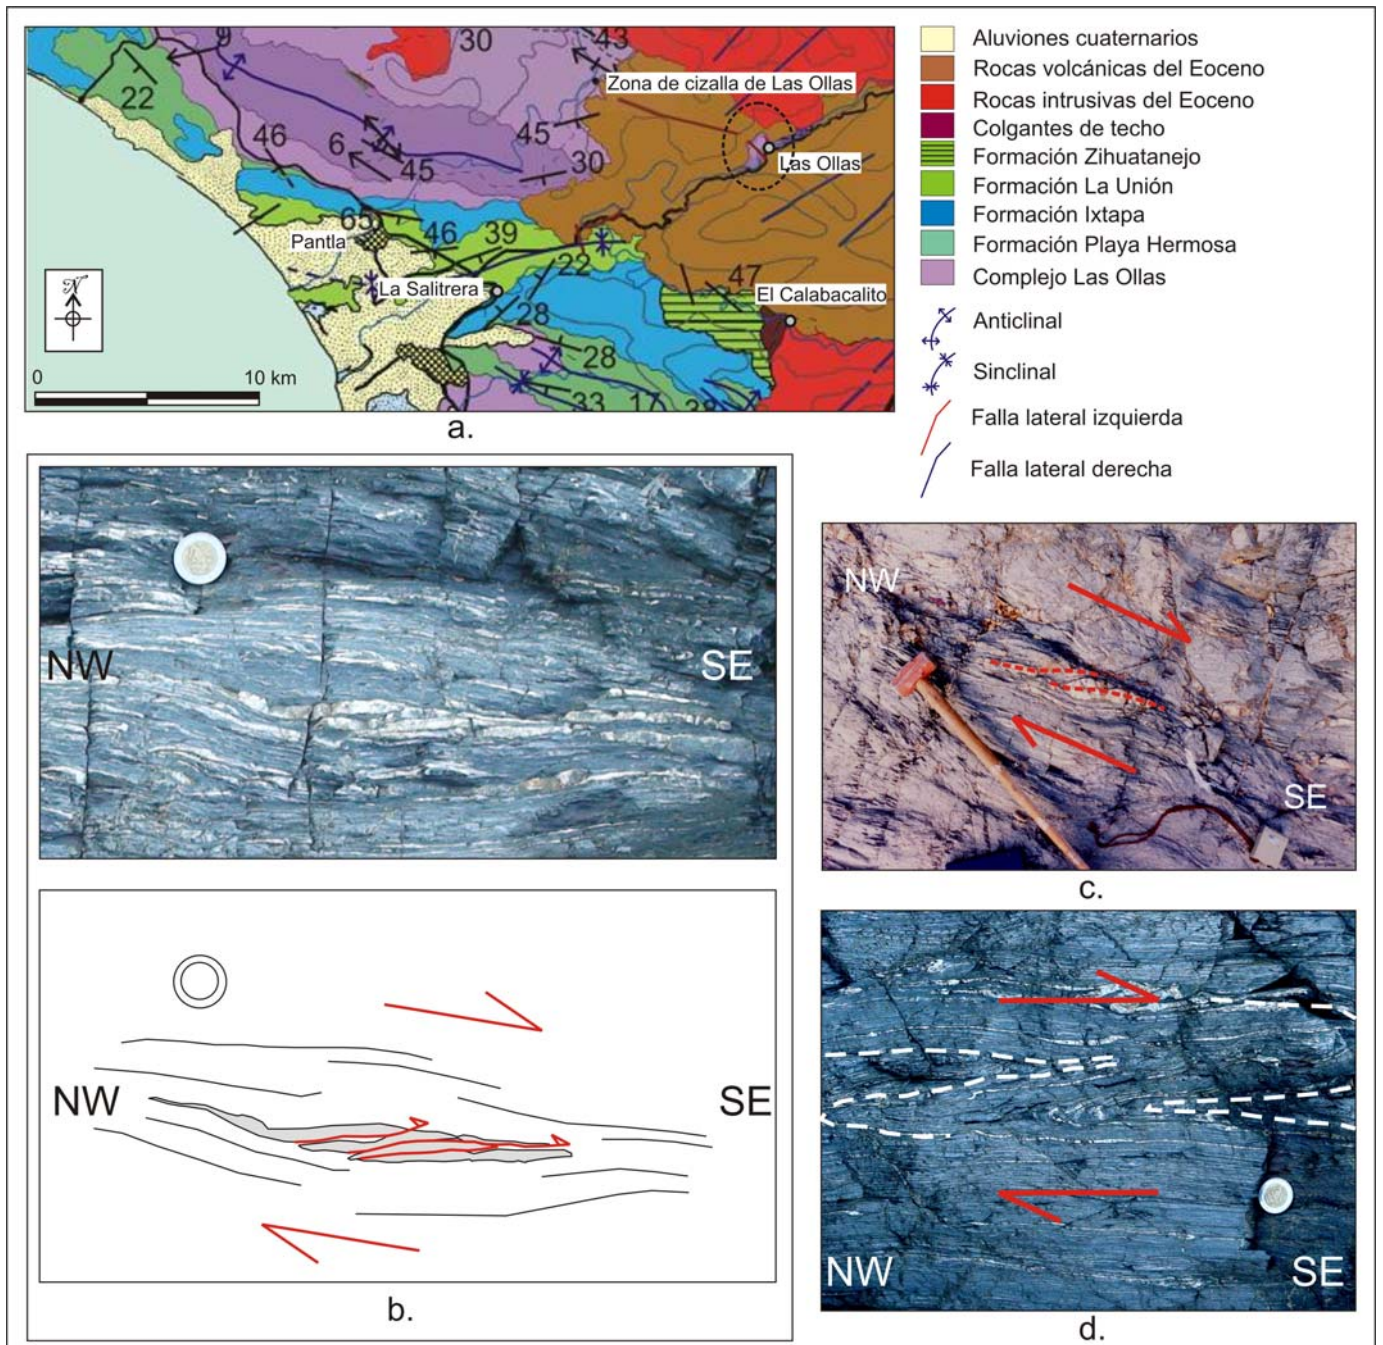 9
30
43
Zona de cizalla de Las Ollas
22
46
6
45
45
30
Las Ollas
65
Pantla
46
39
22
47
La Salitrera
El Calabacalito
N
28
28
0
10 km
33
17
28
a.
Aluviones cuaternarios
Rocas volcánicas del Eoceno
Rocas intrusivas del Eoceno
Colgantes de techo
Formación Zihuatanejo
Formación La Unión
Formación Ixtapa
Formación Playa Hermosa
Complejo Las Ollas
Anticlinal
Sinclinal
Falla lateral izquierda
Falla lateral derecha
NW
SE
NW
SE
b.
NW
SE
c.
NW
SE
d.